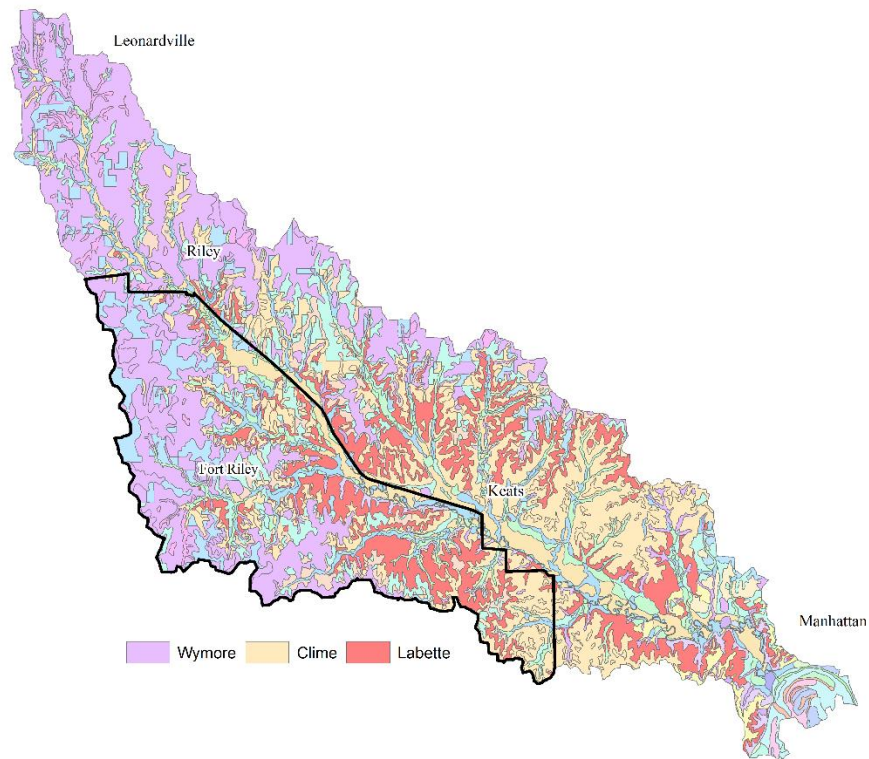 Leonardville
Riley
Fort Riley
Keats
Manhattan
Wymore
Clime
Labette